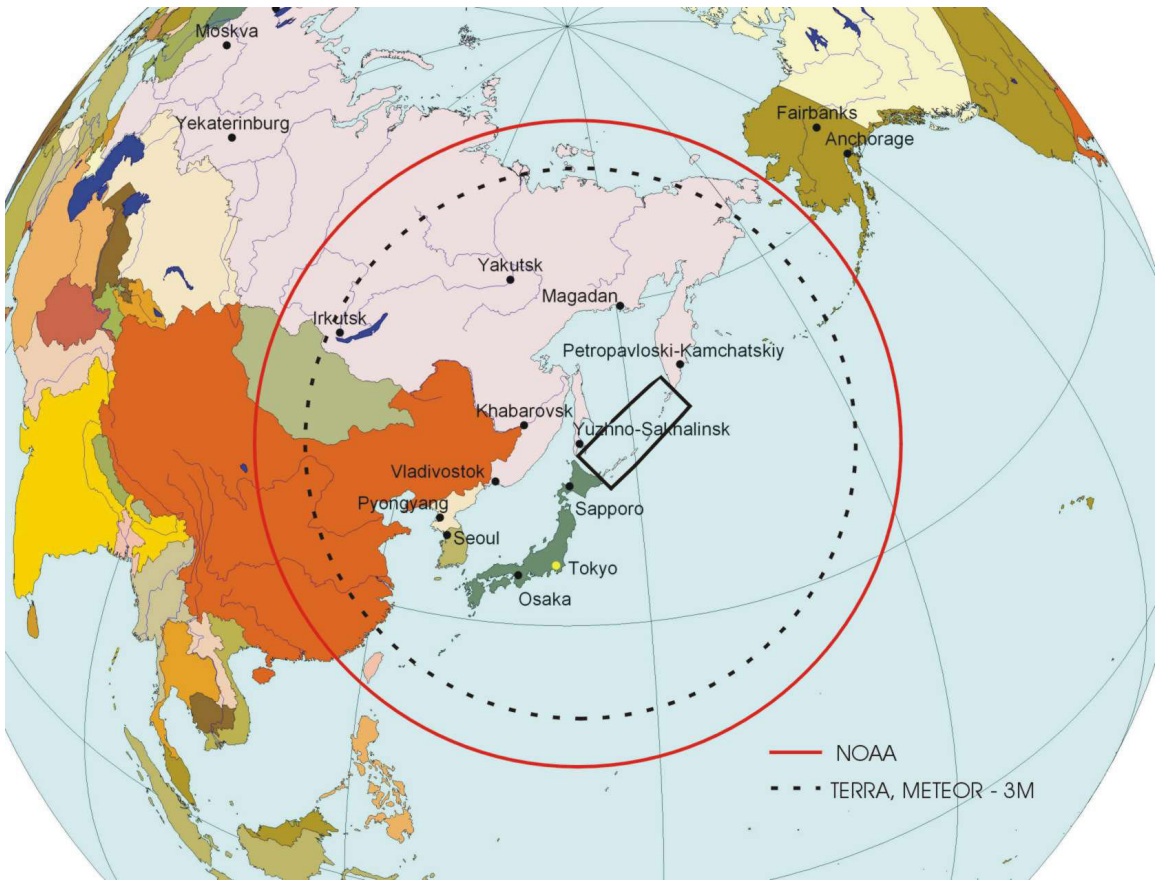 Moskva
Yekaterinburg
Fairbanks
Anchorage
Yakutsk
Magadan
Irkutsk
Petropavloski-Kamchatskiy
Khabarovsk
Yuzhno-Sakhalinsk
Vladivostok
Pyongyang
Sapporo
Seoul
Tokyo
Osaka
NOAA
TERRA, METEOR - 3M